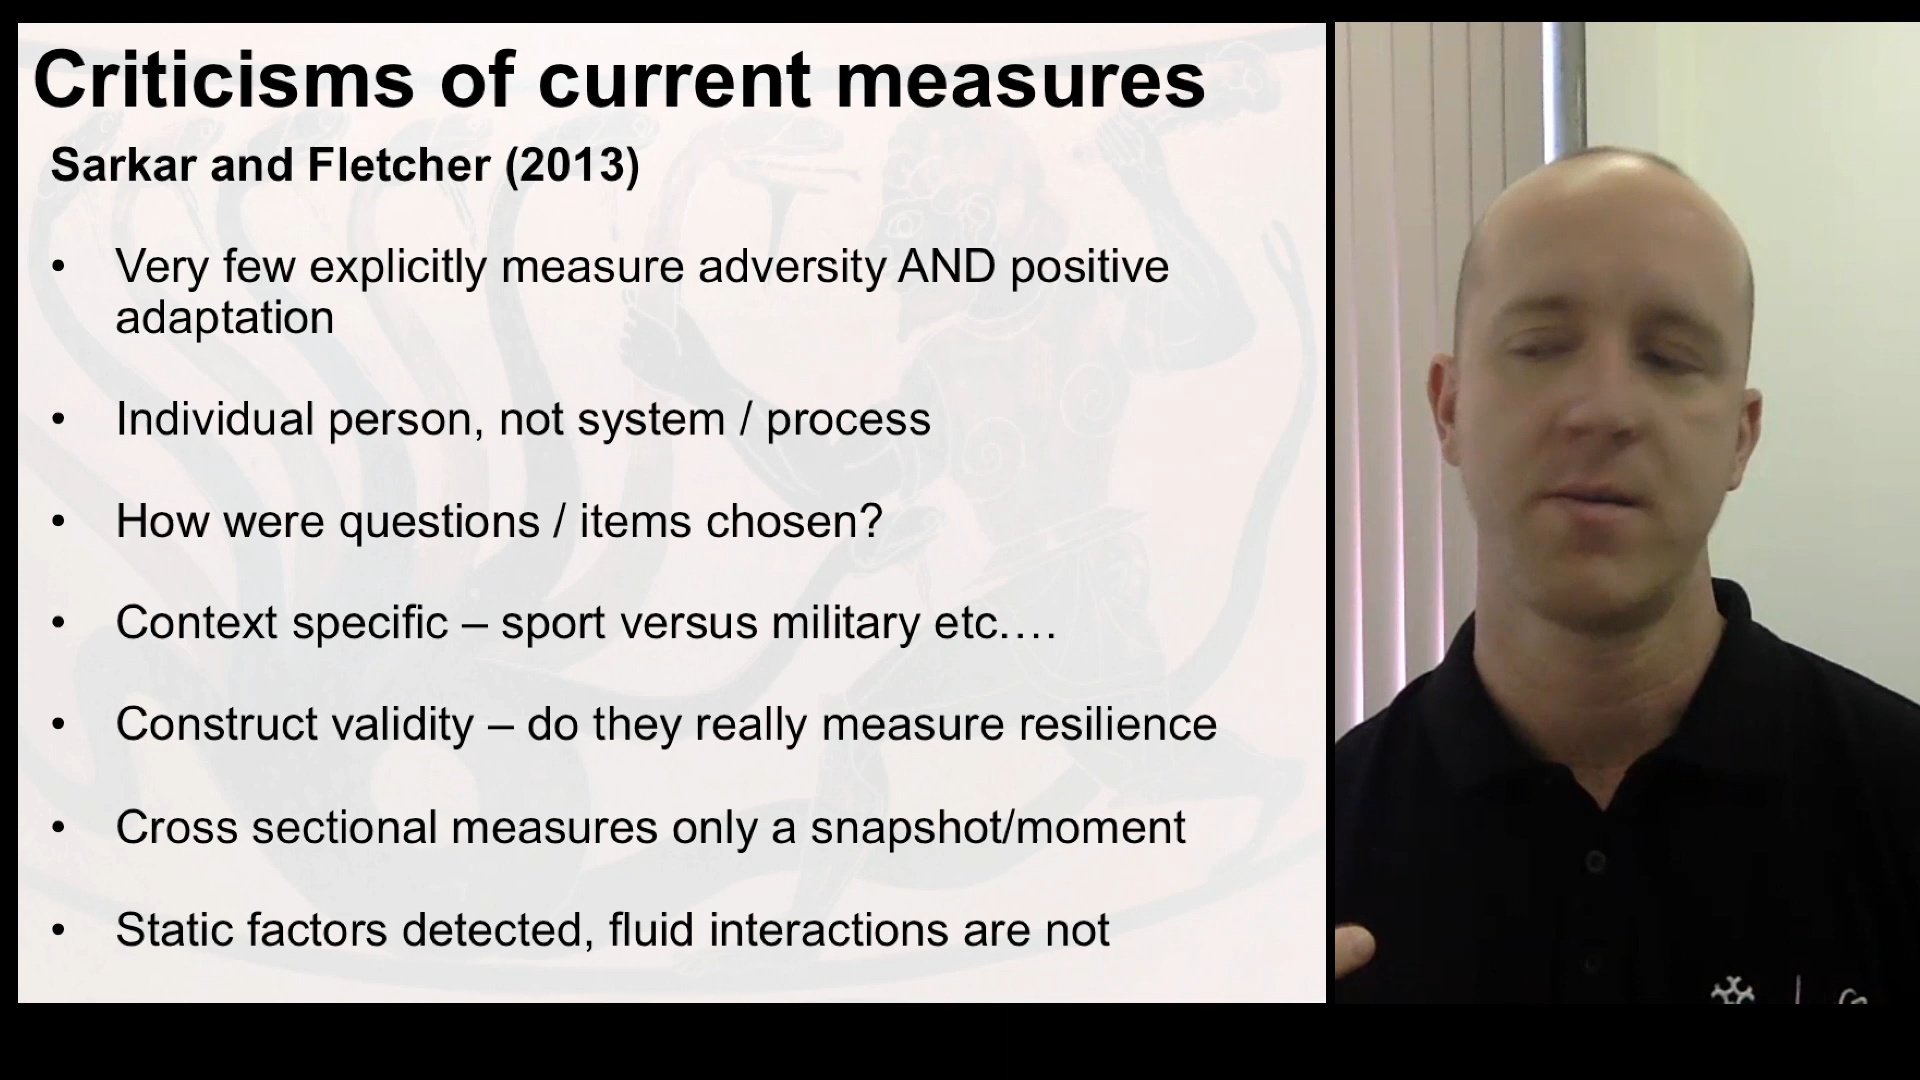 Criticisms of current measures
Sarkar and Fletcher (2013)
• Very few explicitly measure adversity AND positive
adaptation
• Individual person, not system / process
• How were questions / items chosen?
• Context specific – sport versus military etc.…
• Construct validity – do they really measure resilience
• Cross sectional measures only a snapshot/moment
• Static factors detected, fluid interactions are not